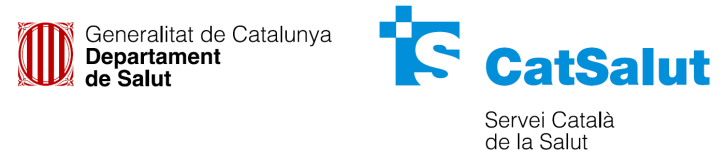 Generalitat de Catalunya
Departament
de Salut
CatSalut
Servei Català
de la Salut